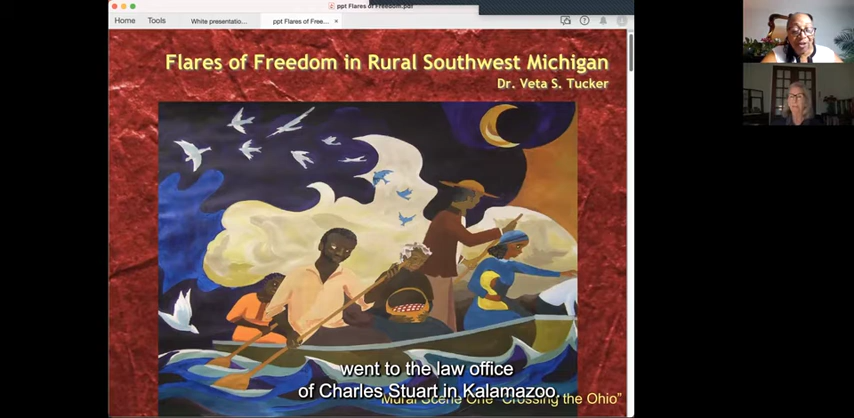 ppt Flares of Freedom.pdf
Home Tools White presentatio... ppt Flares of Free... ×
Flares of Freedom in Rural Southwest Michigan
Dr. Veta S. Tucker
went to the law office
of Charles Stuart in Kalamazoo.
Mural Scene One "Crossing the Ohio"